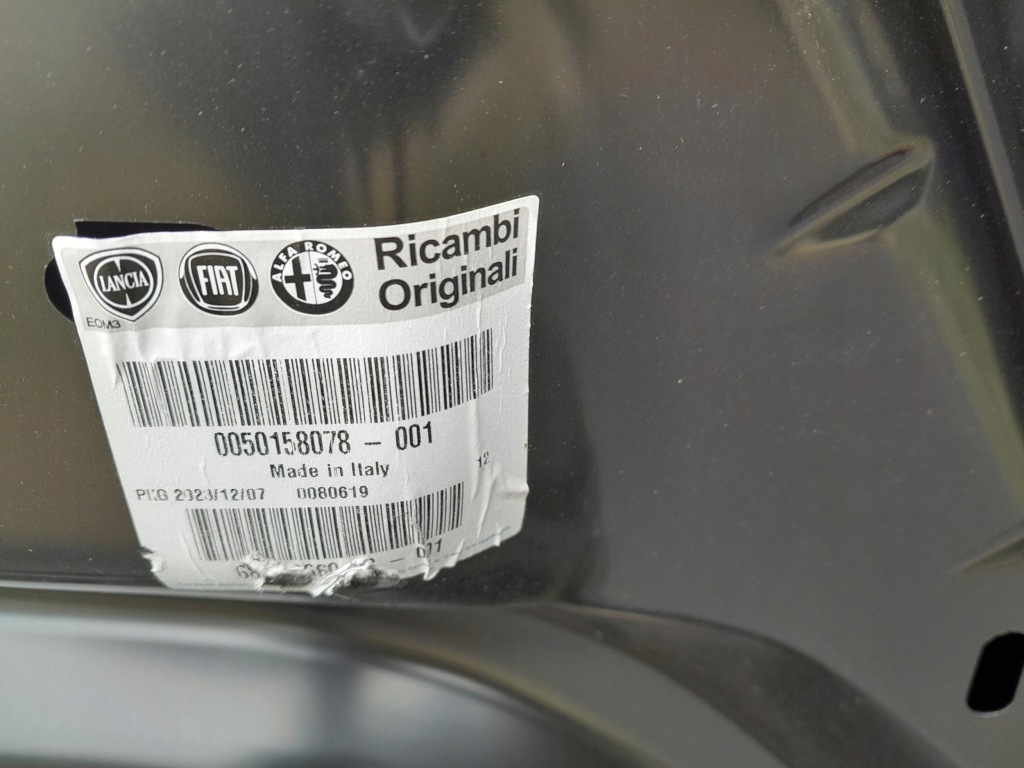 LANCIA
FIAT
ALFA ROMEO
Ricambi
Originali
EOM3
0050158078 - 001
Made in Italy
12
PKG 2023/12/07 0080619